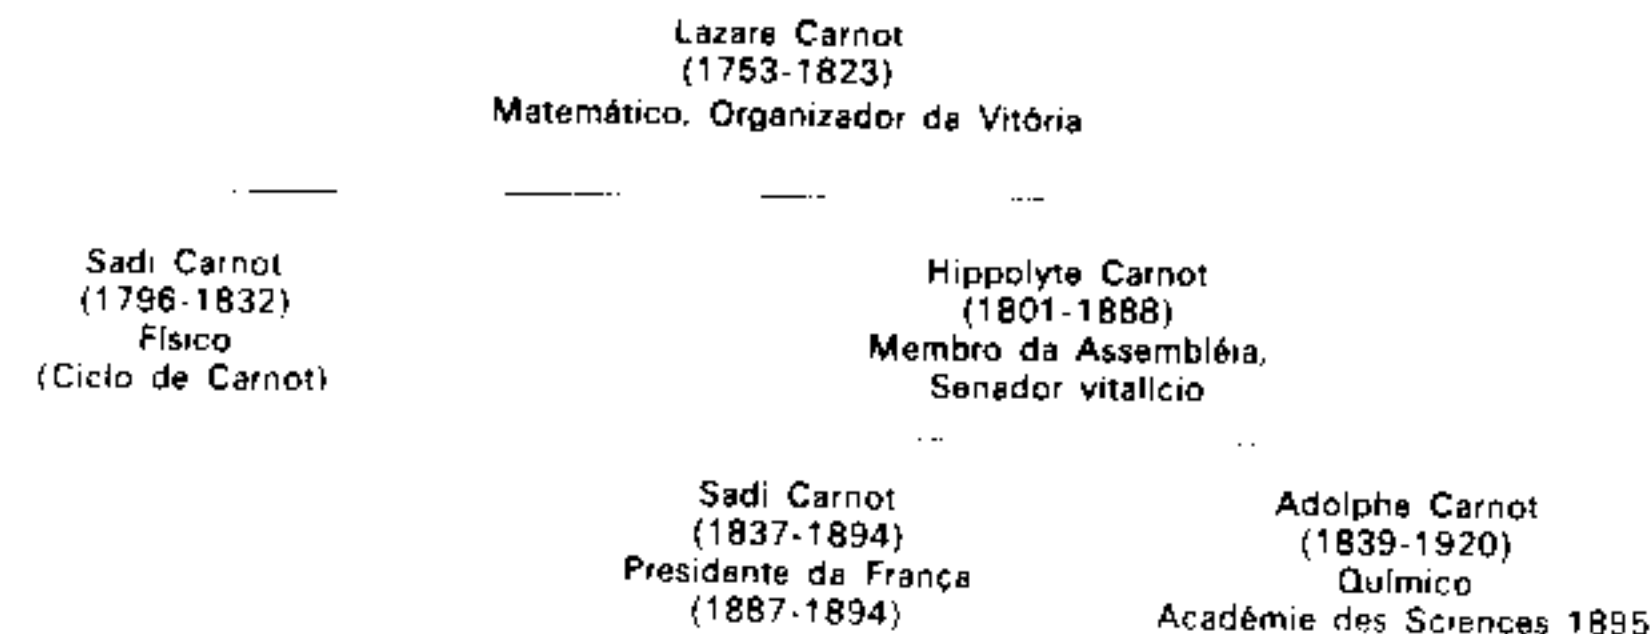 Lazare Carnot
(1753-1823)
Matemático, Organizador da Vitória
Sadi Carnot
(1796-1832)
Físico
(Ciclo de Carnot)
Hippolyte Carnot
(1801-1888)
Membro da Assembléia,
Senador vitalício
Sadi Carnot
(1837-1894)
Presidente da França
(1887-1894)
Adolphe Carnot
(1839-1920)
Químico
Académie des Sciences 1895